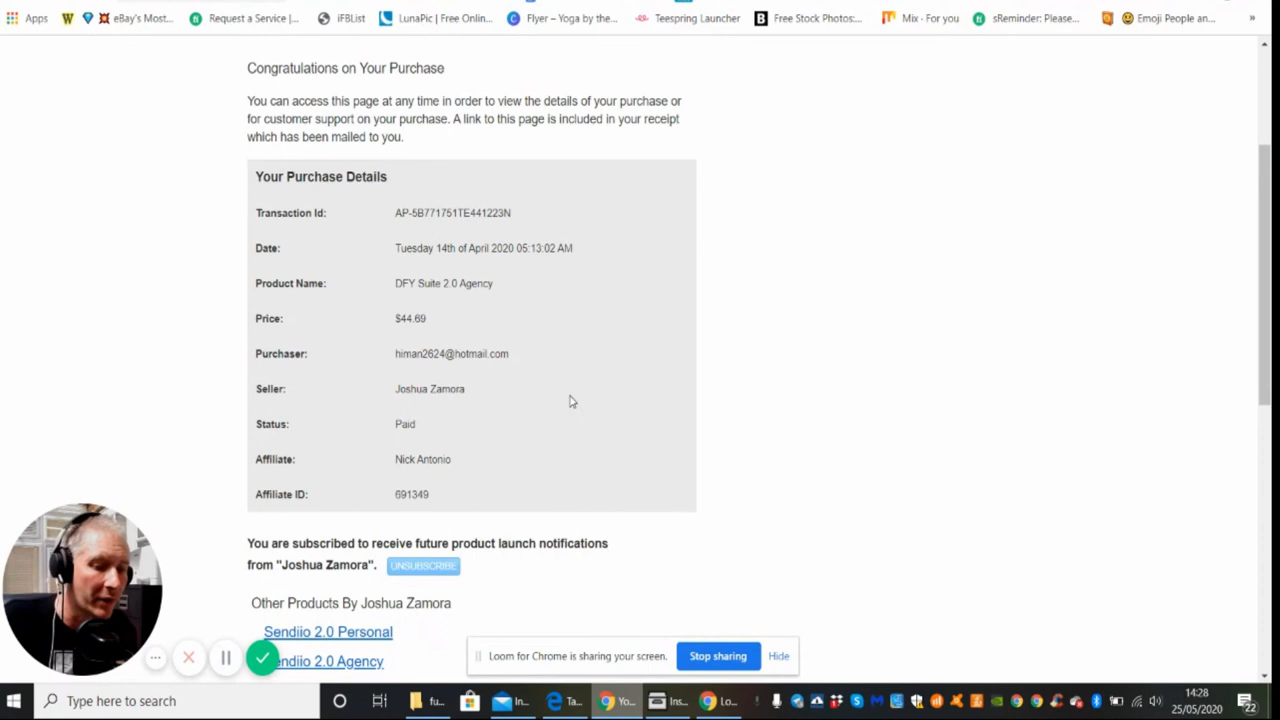 Apps eBay's Most... Request a Service |... iFBList LunaPic | Free Onlin... Flyer – Yoga by the... Teespring Launcher Free Stock Photos:... Mix · For you sReminder: Please... Emoji People an... »
Congratulations on Your Purchase
You can access this page at any time in order to view the details of your purchase or
for customer support on your purchase. A link to this page is included in your receipt
which has been mailed to you.
Your Purchase Details
Transaction Id: AP-5B771751TE441223N
Date: Tuesday 14th of April 2020 05:13:02 AM
Product Name: DFY Suite 2.0 Agency
Price: $44.69
Purchaser: himan2624@hotmail.com
Seller: Joshua Zamora
Status: Paid
Affiliate: Nick Antonio
Affiliate ID: 691349
You are subscribed to receive future product launch notifications
from "Joshua Zamora". UNSUBSCRIBE
Other Products By Joshua Zamora
Sendiio 2.0 Personal
endiio 2.0 Agency
Loom for Chrome is sharing your screen. Stop sharing Hide
Type here to search
fu... In... Ta... Yo... Ins... Lo...
14:28
25/05/2020
22